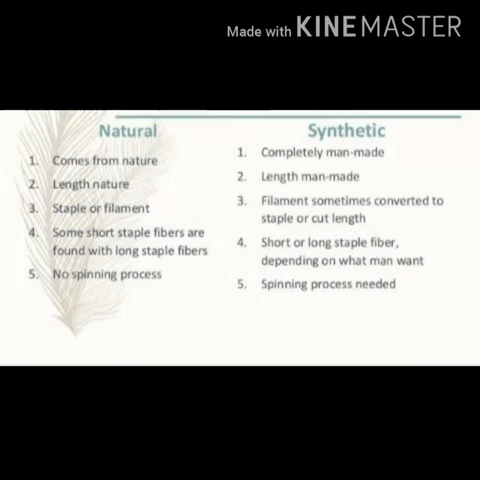 Made with KINEMASTER
Natural
1. Comes from nature
2. Length nature
3. Staple or filament
4. Some short staple fibers are
found with long staple fibers
5. No spinning process
Synthetic
1. Completely man-made
2. Length man-made
3. Filament sometimes converted to
staple or cut length
4. Short or long staple fiber,
depending on what man want
5. Spinning process needed